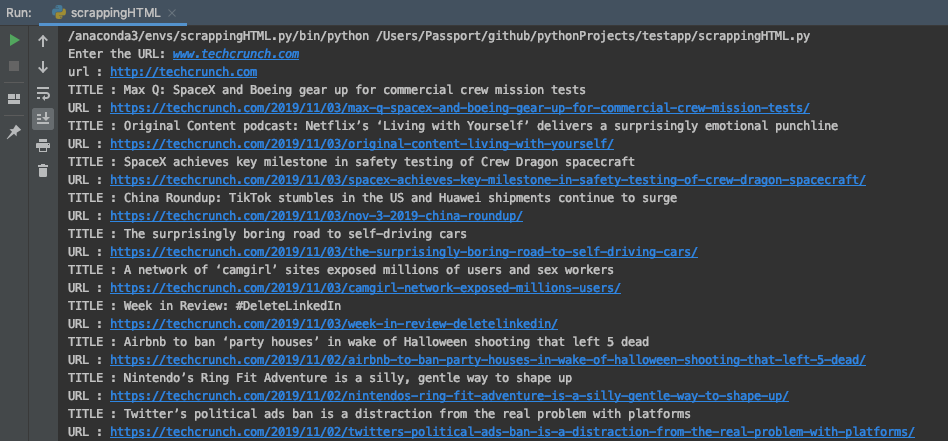 Run: scrappingHTML ×
/anaconda3/envs/scrappingHTML.py/bin/python /Users/Passport/github/pythonProjects/testapp/scrappingHTML.py
Enter the URL: www.techcrunch.com
url : http://techcrunch.com
TITLE : Max Q: SpaceX and Boeing gear up for commercial crew mission tests
URL : https://techcrunch.com/2019/11/03/max-q-spacex-and-boeing-gear-up-for-commercial-crew-mission-tests/
TITLE : Original Content podcast: Netflix’s ‘Living with Yourself’ delivers a surprisingly emotional punchline
URL : https://techcrunch.com/2019/11/03/original-content-living-with-yourself/
TITLE : SpaceX achieves key milestone in safety testing of Crew Dragon spacecraft
URL : https://techcrunch.com/2019/11/03/spacex-achieves-key-milestone-in-safety-testing-of-crew-dragon-spacecraft/
TITLE : China Roundup: TikTok stumbles in the US and Huawei shipments continue to surge
URL : https://techcrunch.com/2019/11/03/nov-3-2019-china-roundup/
TITLE : The surprisingly boring road to self-driving cars
URL : https://techcrunch.com/2019/11/03/the-surprisingly-boring-road-to-self-driving-cars/
TITLE : A network of ‘camgirl’ sites exposed millions of users and sex workers
URL : https://techcrunch.com/2019/11/03/camgirl-network-exposed-millions-users/
TITLE : Week in Review: #DeleteLinkedIn
URL : https://techcrunch.com/2019/11/03/week-in-review-deletelinkedin/
TITLE : Airbnb to ban ‘party houses’ in wake of Halloween shooting that left 5 dead
URL : https://techcrunch.com/2019/11/02/airbnb-to-ban-party-houses-in-wake-of-halloween-shooting-that-left-5-dead/
TITLE : Nintendo’s Ring Fit Adventure is a silly, gentle way to shape up
URL : https://techcrunch.com/2019/11/02/nintendos-ring-fit-adventure-is-a-silly-gentle-way-to-shape-up/
TITLE : Twitter’s political ads ban is a distraction from the real problem with platforms
URL : https://techcrunch.com/2019/11/02/twitters-political-ads-ban-is-a-distraction-from-the-real-problem-with-platforms/